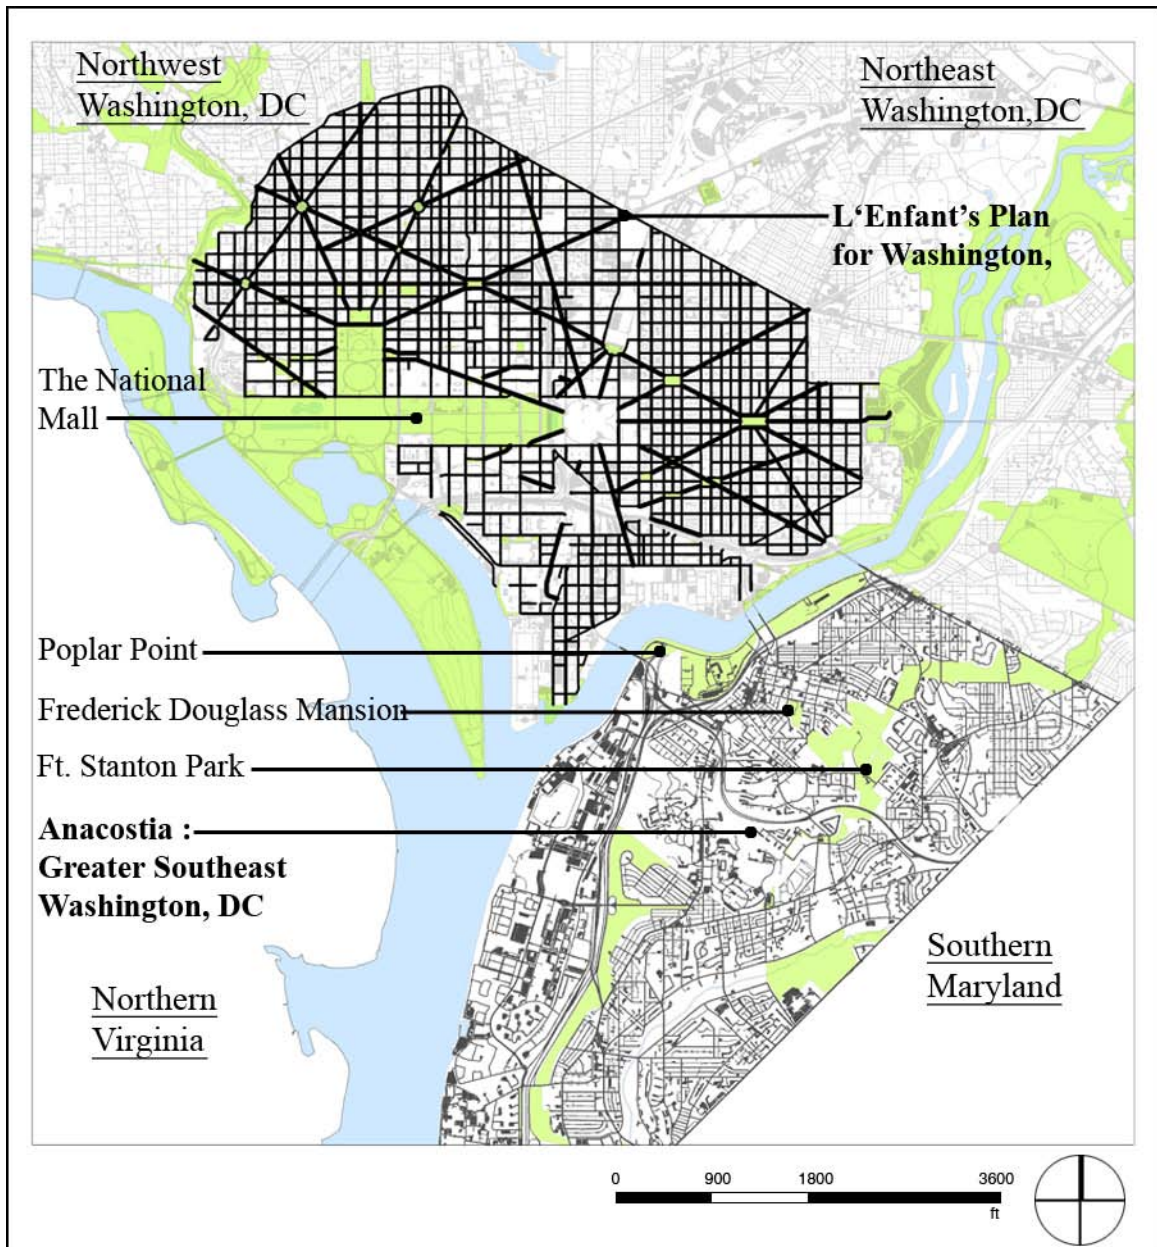 Northwest
Washington, DC
Northeast
Washington,DC
L‘Enfant’s Plan
for Washington,
The National
Mall
Poplar Point
Frederick Douglass Mansion
Ft. Stanton Park
Anacostia :
Greater Southeast
Washington, DC
Southern
Maryland
Northern
Virginia
0 900 1800 3600
ft